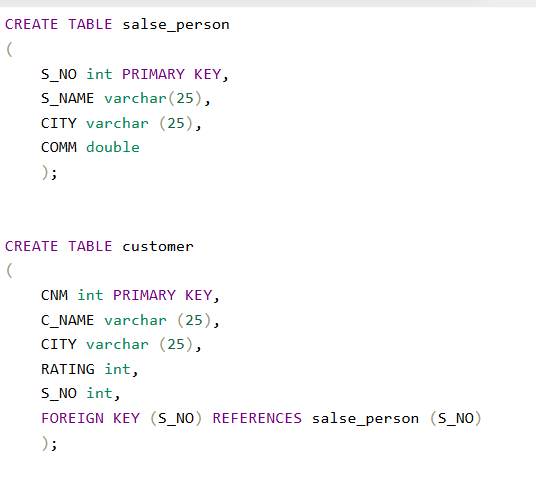 CREATE TABLE salse_person
(
    S_NO int PRIMARY KEY,
    S_NAME varchar(25),
    CITY varchar (25),
    COMM double
    );
CREATE TABLE customer
(
    CNM int PRIMARY KEY,
    C_NAME varchar (25),
    CITY varchar (25),
    RATING int,
    S_NO int,
    FOREIGN KEY (S_NO) REFERENCES salse_person (S_NO)
    );